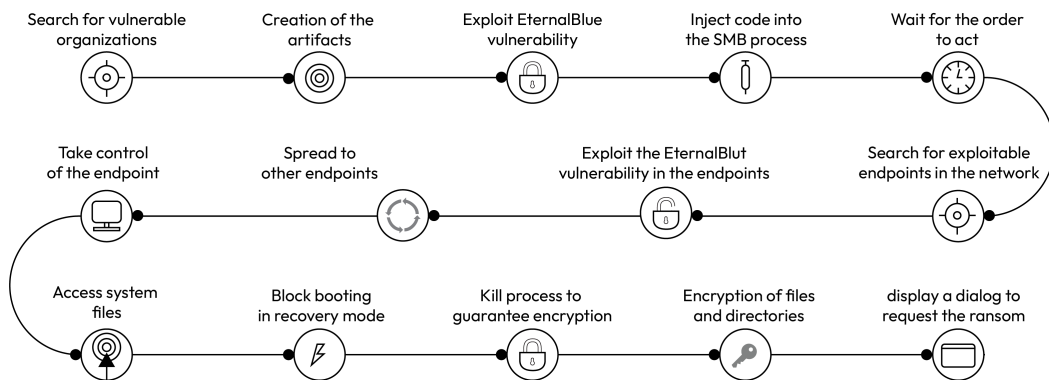 Search for vulnerable
organizations
Creation of the
artifacts
Exploit EternalBlue
vulnerability
Inject code into
the SMB process
Wait for the order
to act
Search for exploitable
endpoints in the network
Exploit the EternalBlut
vulnerability in the endpoints
Spread to
other endpoints
Take control
of the endpoint
Access system
files
Block booting
in recovery mode
Kill process to
guarantee encryption
Encryption of files
and directories
display a dialog to
request the ransom